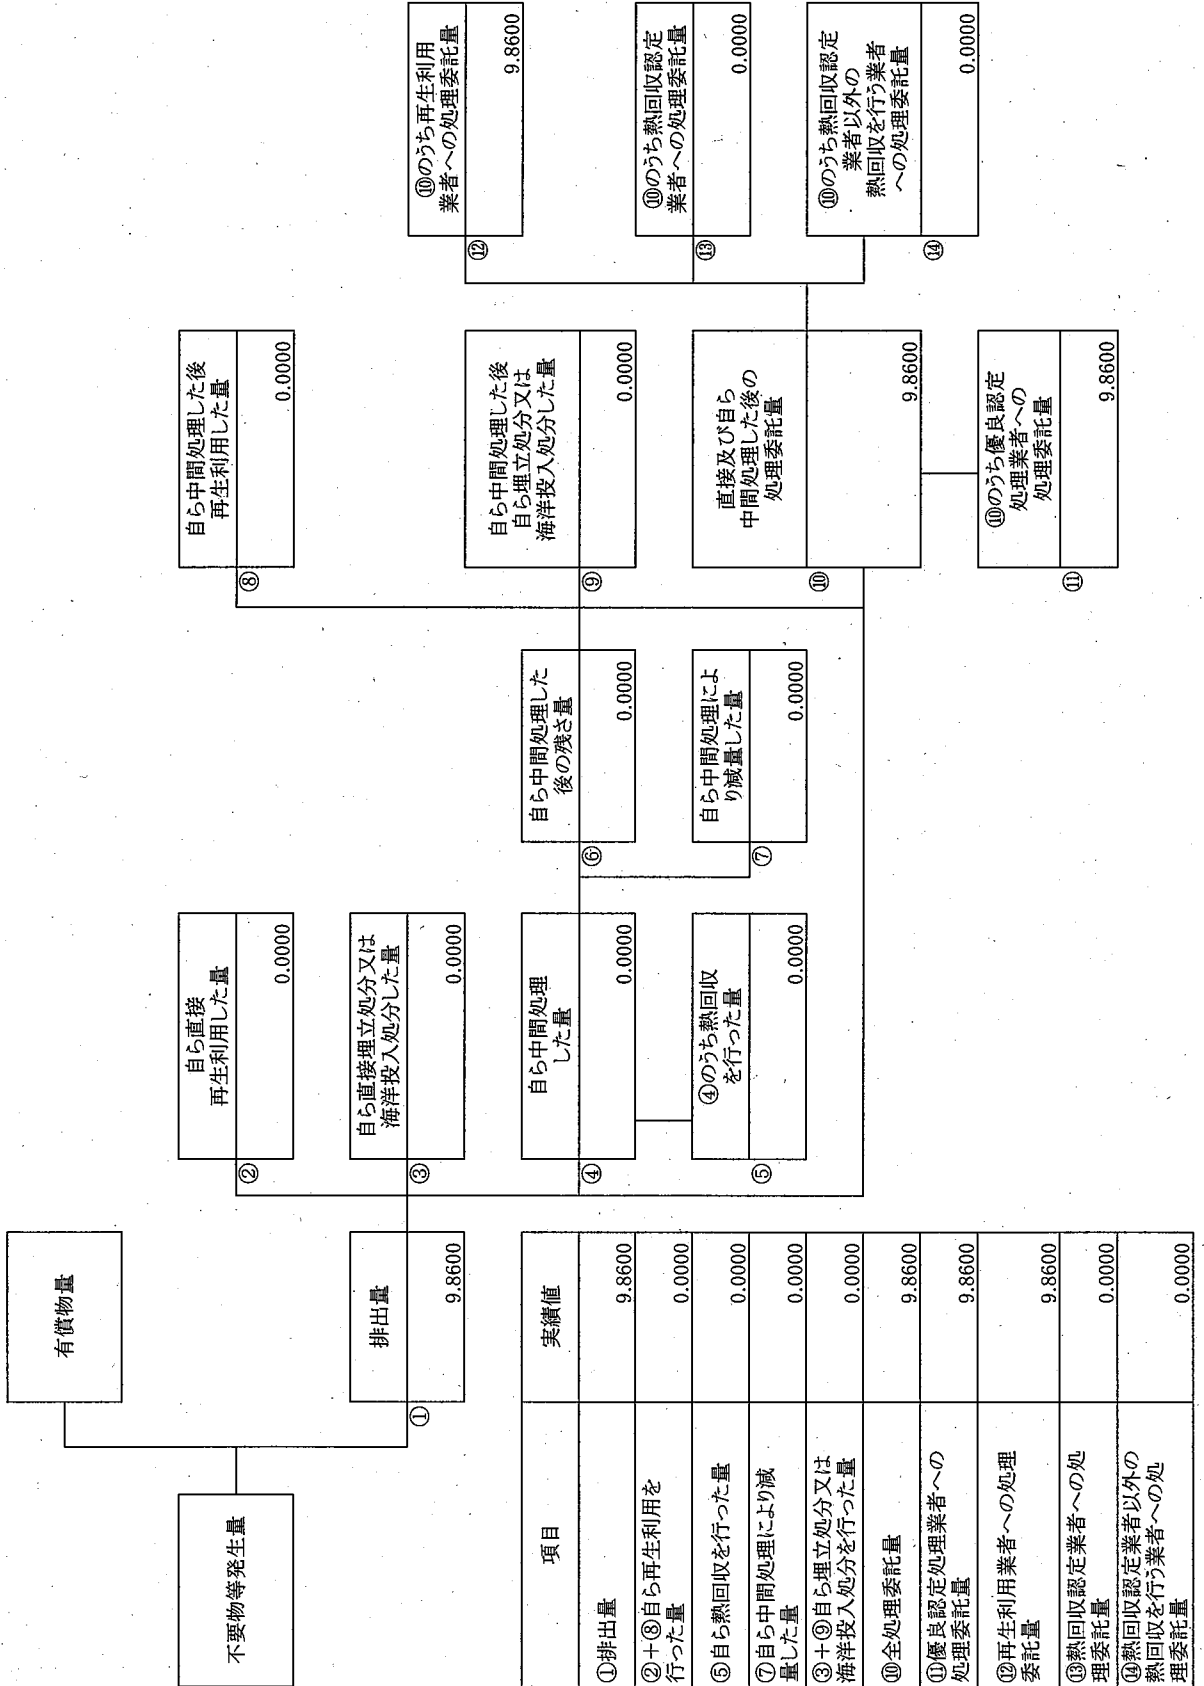 不要物等発生量
有償物量
排出量
①
9.8600
自ら直接
再生利用した量
②
0.0000
自ら直接埋立処分又は
海洋投入処分した量
③
0.0000
自ら中間処理
した量
④
0.0000
④のうち熱回収
を行った量
⑤
0.0000
自ら中間処理した
後の残さ量
⑥
0.0000
自ら中間処理によ
り減量した量
⑦
0.0000
自ら中間処理した後
再生利用した量
⑧
0.0000
自ら中間処理した後
自ら埋立処分又は
海洋投入処分した量
⑨
0.0000
直接及び自ら
中間処理した後の
処理委託量
⑩
9.8600
⑩のうち優良認定
処理業者への
処理委託量
⑪
9.8600
⑩のうち再生利用
業者への処理委託量
⑫
9.8600
⑩のうち熱回収認定
業者への処理委託量
⑬
0.0000
⑩のうち熱回収認定
業者以外の
熱回収を行う業者
への処理委託量
⑭
0.0000
項目 実績値
①排出量 9.8600
②+⑧自ら再生利用を
行った量 0.0000
⑤自ら熱回収を行った量 0.0000
⑦自ら中間処理により減
量した量 0.0000
③+⑨自ら埋立処分又は
海洋投入処分を行った量 0.0000
⑩全処理委託量 9.8600
⑪優良認定処理業者への
処理委託量 9.8600
⑫再生利用業者への処理
委託量 9.8600
⑬熱回収認定業者への処
理委託量 0.0000
⑭熱回収認定業者以外の
熱回収を行う業者への処
理委託量 0.0000